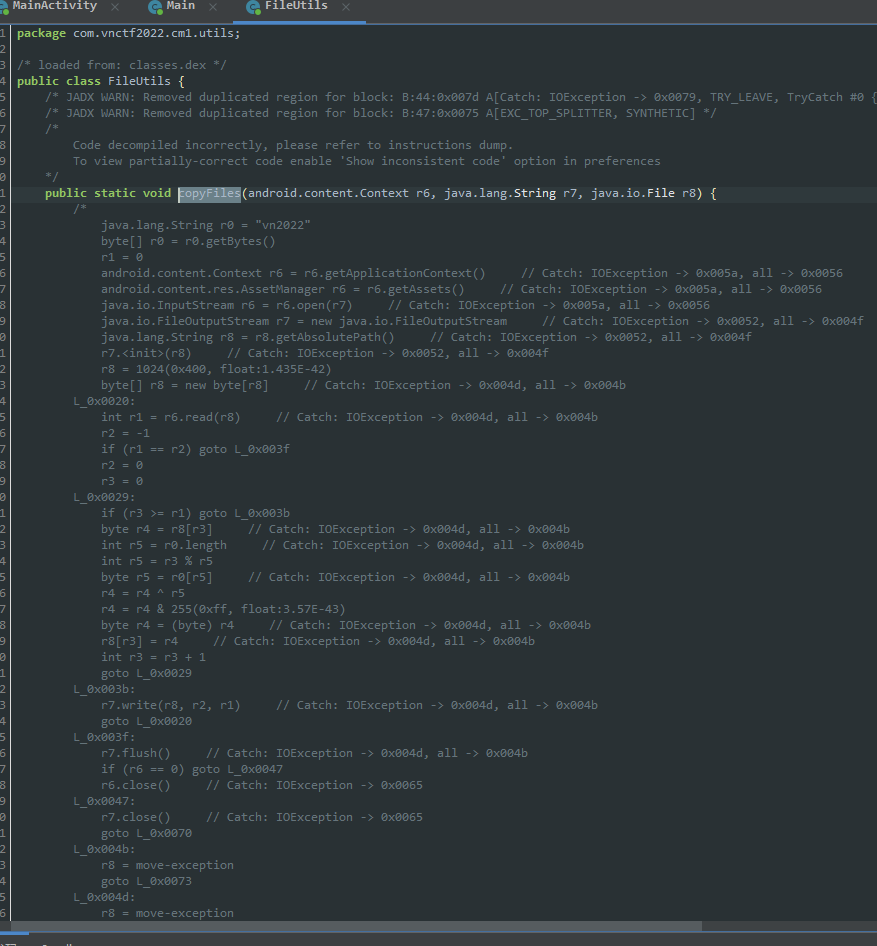 MainActivity × Main × FileUtils ×
1 package com.vnctf2022.cm1.utils;
2
3 /* loaded from: classes.dex */
4 public class FileUtils {
5 /* JADX WARN: Removed duplicated region for block: B:44:0x007d A[Catch: IOException -> 0x0079, TRY_LEAVE, TryCatch #0 {
6 /* JADX WARN: Removed duplicated region for block: B:47:0x0075 A[EXC_TOP_SPLITTER, SYNTHETIC] */
7 /*
8 Code decompiled incorrectly, please refer to instructions dump.
9 To view partially-correct code enable 'Show inconsistent code' option in preferences
0 */
1 public static void copyFiles(android.content.Context r6, java.lang.String r7, java.io.File r8) {
2 /*
3 java.lang.String r0 = "vn2022"
4 byte[] r0 = r0.getBytes()
5 r1 = 0
6 android.content.Context r6 = r6.getApplicationContext() // Catch: IOException -> 0x005a, all -> 0x0056
7 android.content.res.AssetManager r6 = r6.getAssets() // Catch: IOException -> 0x005a, all -> 0x0056
8 java.io.InputStream r6 = r6.open(r7) // Catch: IOException -> 0x005a, all -> 0x0056
9 java.io.FileOutputStream r7 = new java.io.FileOutputStream // Catch: IOException -> 0x0052, all -> 0x004f
0 java.lang.String r8 = r8.getAbsolutePath() // Catch: IOException -> 0x0052, all -> 0x004f
1 r7.<init>(r8) // Catch: IOException -> 0x0052, all -> 0x004f
2 r8 = 1024(0x400, float:1.435E-42)
3 byte[] r8 = new byte[r8] // Catch: IOException -> 0x004d, all -> 0x004b
4 L_0x0020:
5 int r1 = r6.read(r8) // Catch: IOException -> 0x004d, all -> 0x004b
6 r2 = -1
7 if (r1 == r2) goto L_0x003f
8 r2 = 0
9 r3 = 0
0 L_0x0029:
1 if (r3 >= r1) goto L_0x003b
2 byte r4 = r8[r3] // Catch: IOException -> 0x004d, all -> 0x004b
3 int r5 = r0.length // Catch: IOException -> 0x004d, all -> 0x004b
4 int r5 = r3 % r5
5 byte r5 = r0[r5] // Catch: IOException -> 0x004d, all -> 0x004b
6 r4 = r4 ^ r5
7 r4 = r4 & 255(0xff, float:3.57E-43)
8 byte r4 = (byte) r4 // Catch: IOException -> 0x004d, all -> 0x004b
9 r8[r3] = r4 // Catch: IOException -> 0x004d, all -> 0x004b
0 int r3 = r3 + 1
1 goto L_0x0029
2 L_0x003b:
3 r7.write(r8, r2, r1) // Catch: IOException -> 0x004d, all -> 0x004b
4 goto L_0x0020
5 L_0x003f:
6 r7.flush() // Catch: IOException -> 0x004d, all -> 0x004b
7 if (r6 == 0) goto L_0x0047
8 r6.close() // Catch: IOException -> 0x0065
9 L_0x0047:
0 r7.close() // Catch: IOException -> 0x0065
1 goto L_0x0070
2 L_0x004b:
3 r8 = move-exception
4 goto L_0x0073
5 L_0x004d:
6 r8 = move-exception